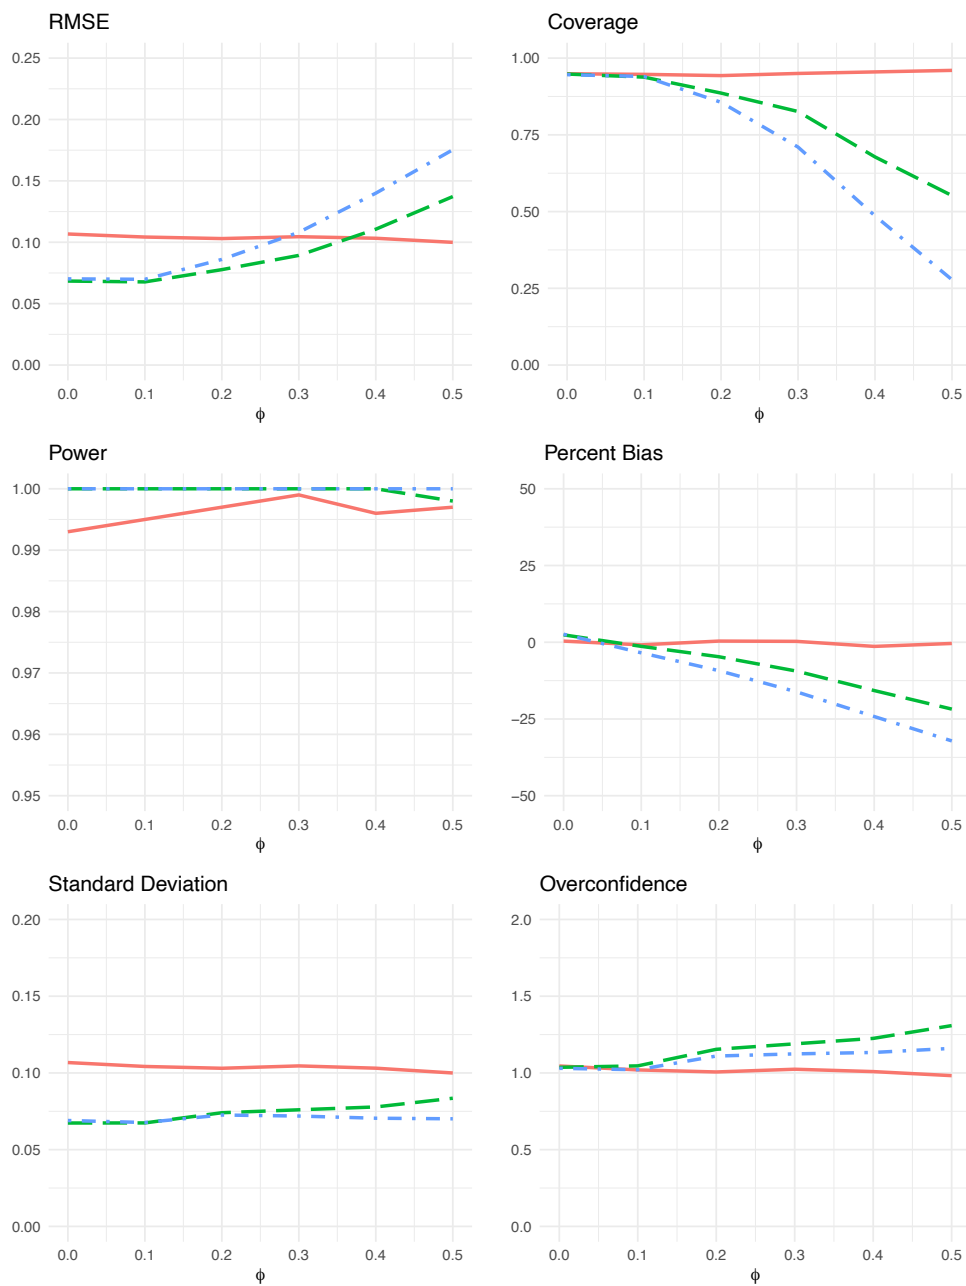 RMSE
0.25
0.20
0.15
0.10
0.05
0.00
0.0 0.1 0.2 0.3 0.4 0.5
ϕ
Coverage
1.00
0.75
0.50
0.25
0.00
0.0 0.1 0.2 0.3 0.4 0.5
ϕ
Power
1.00
0.99
0.98
0.97
0.96
0.95
0.0 0.1 0.2 0.3 0.4 0.5
ϕ
Percent Bias
50
25
0
−25
−50
0.0 0.1 0.2 0.3 0.4 0.5
ϕ
Standard Deviation
0.20
0.15
0.10
0.05
0.00
0.0 0.1 0.2 0.3 0.4 0.5
ϕ
Overconfidence
2.0
1.5
1.0
0.5
0.0
0.0 0.1 0.2 0.3 0.4 0.5
ϕ